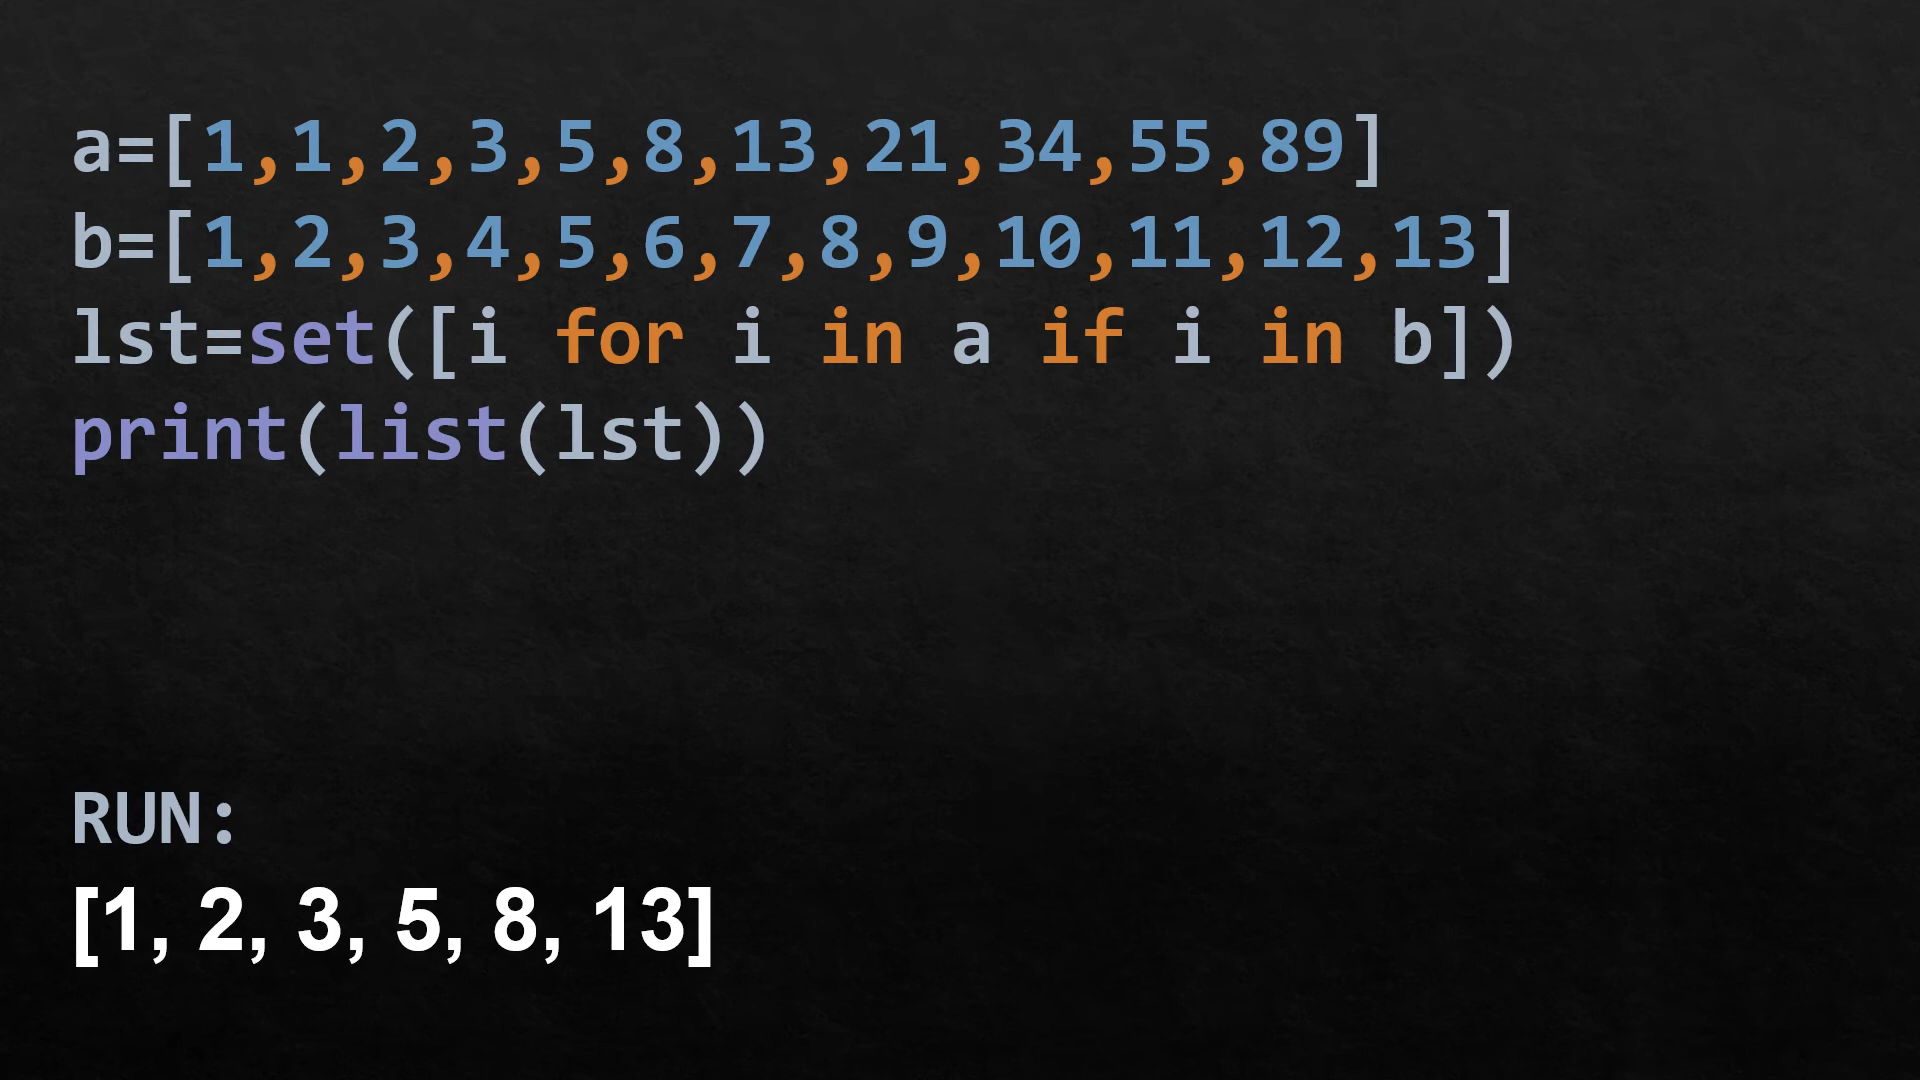 a=[1,1,2,3,5,8,13,21,34,55,89]
b=[1,2,3,4,5,6,7,8,9,10,11,12,13]
lst=set([i for i in a if i in b])
print(list(lst))
RUN:
[1, 2, 3, 5, 8, 13]